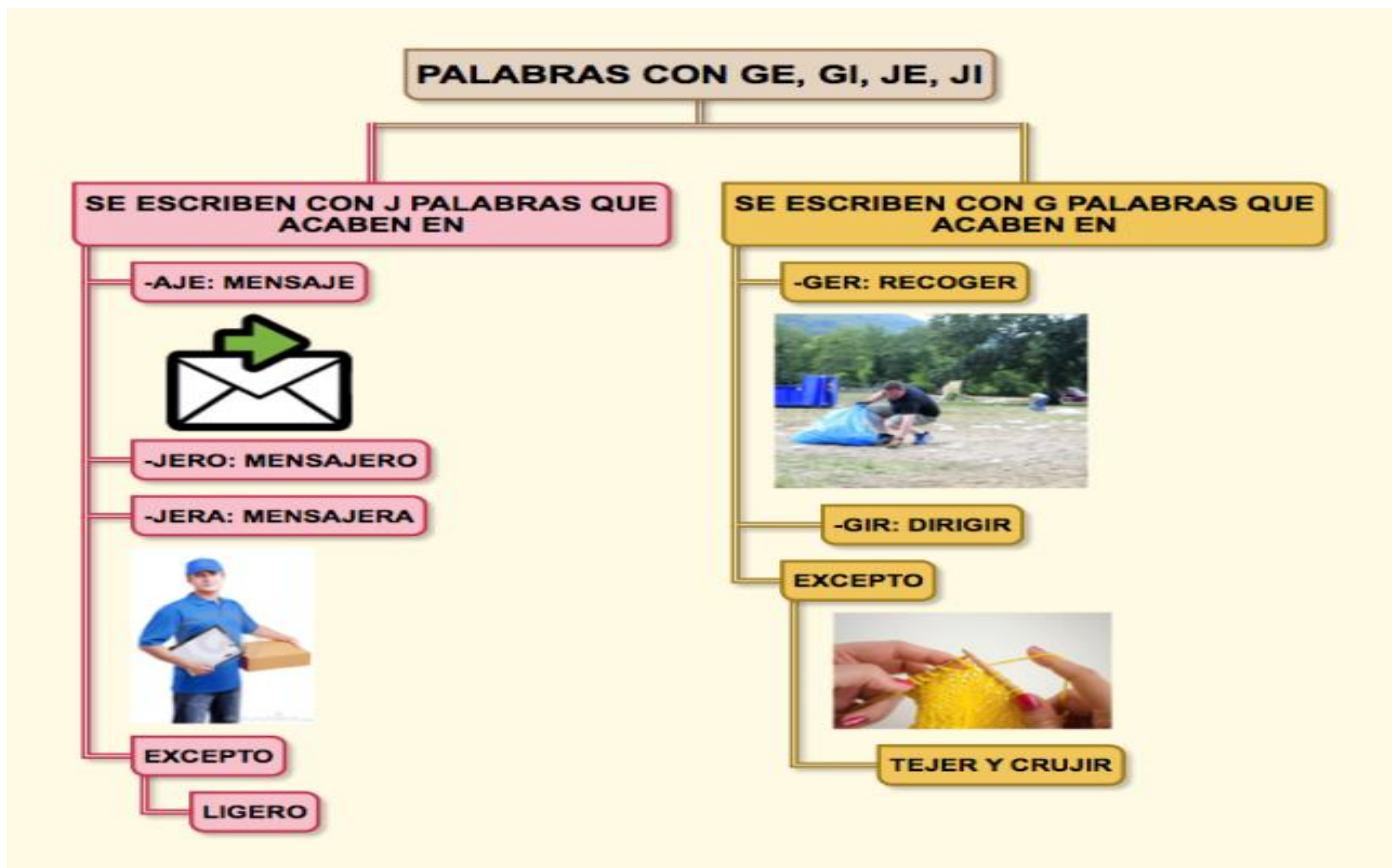 PALABRAS CON GE, GI, JE, JI
SE ESCRIBEN CON J PALABRAS QUE
ACABEN EN
-AJE: MENSAJE
-JERO: MENSAJERO
-JERA: MENSAJERA
EXCEPTO
LIGERO
SE ESCRIBEN CON G PALABRAS QUE
ACABEN EN
-GER: RECOGER
-GIR: DIRIGIR
EXCEPTO
TEJER Y CRUJIR